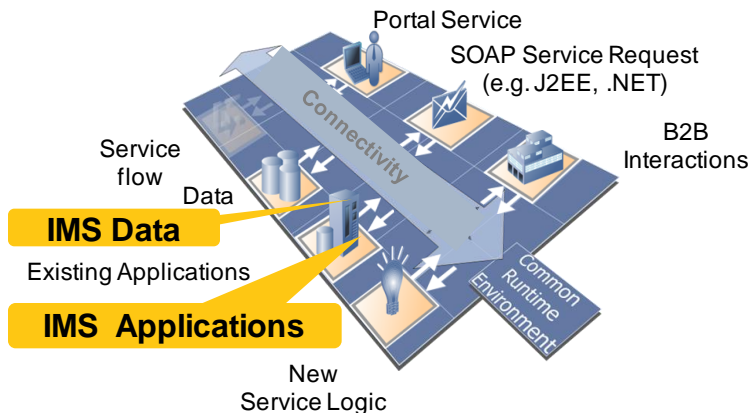 Portal Service
SOAP Service Request
(e.g. J2EE, .NET)
B2B
Interactions
Connectivity
Service
flow
Data
IMS Data
Existing Applications
IMS Applications
Common
Runtime
Environment
New
Service Logic